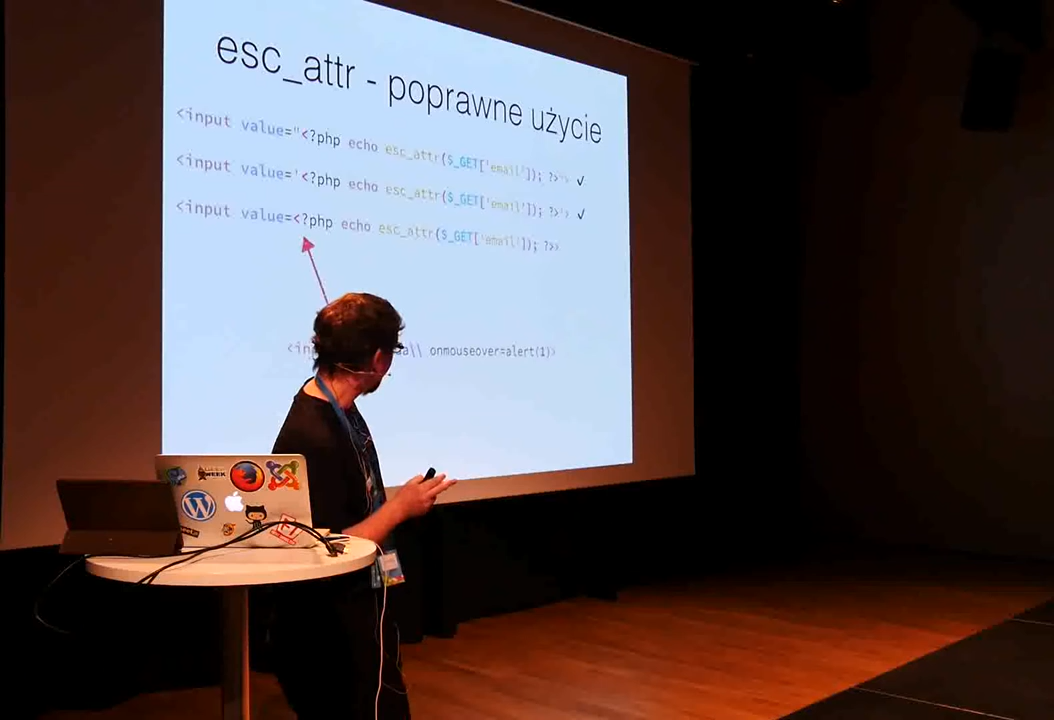 esc_attr - poprawne użycie
<input value="<?php echo esc_attr($_GET['email']); ?>"> ✓
<input value='<?php echo esc_attr($_GET['email']); ?>'> ✓
<input value=<?php echo esc_attr($_GET['email']); ?>>
onmouseover=alert(1)>
WEEK